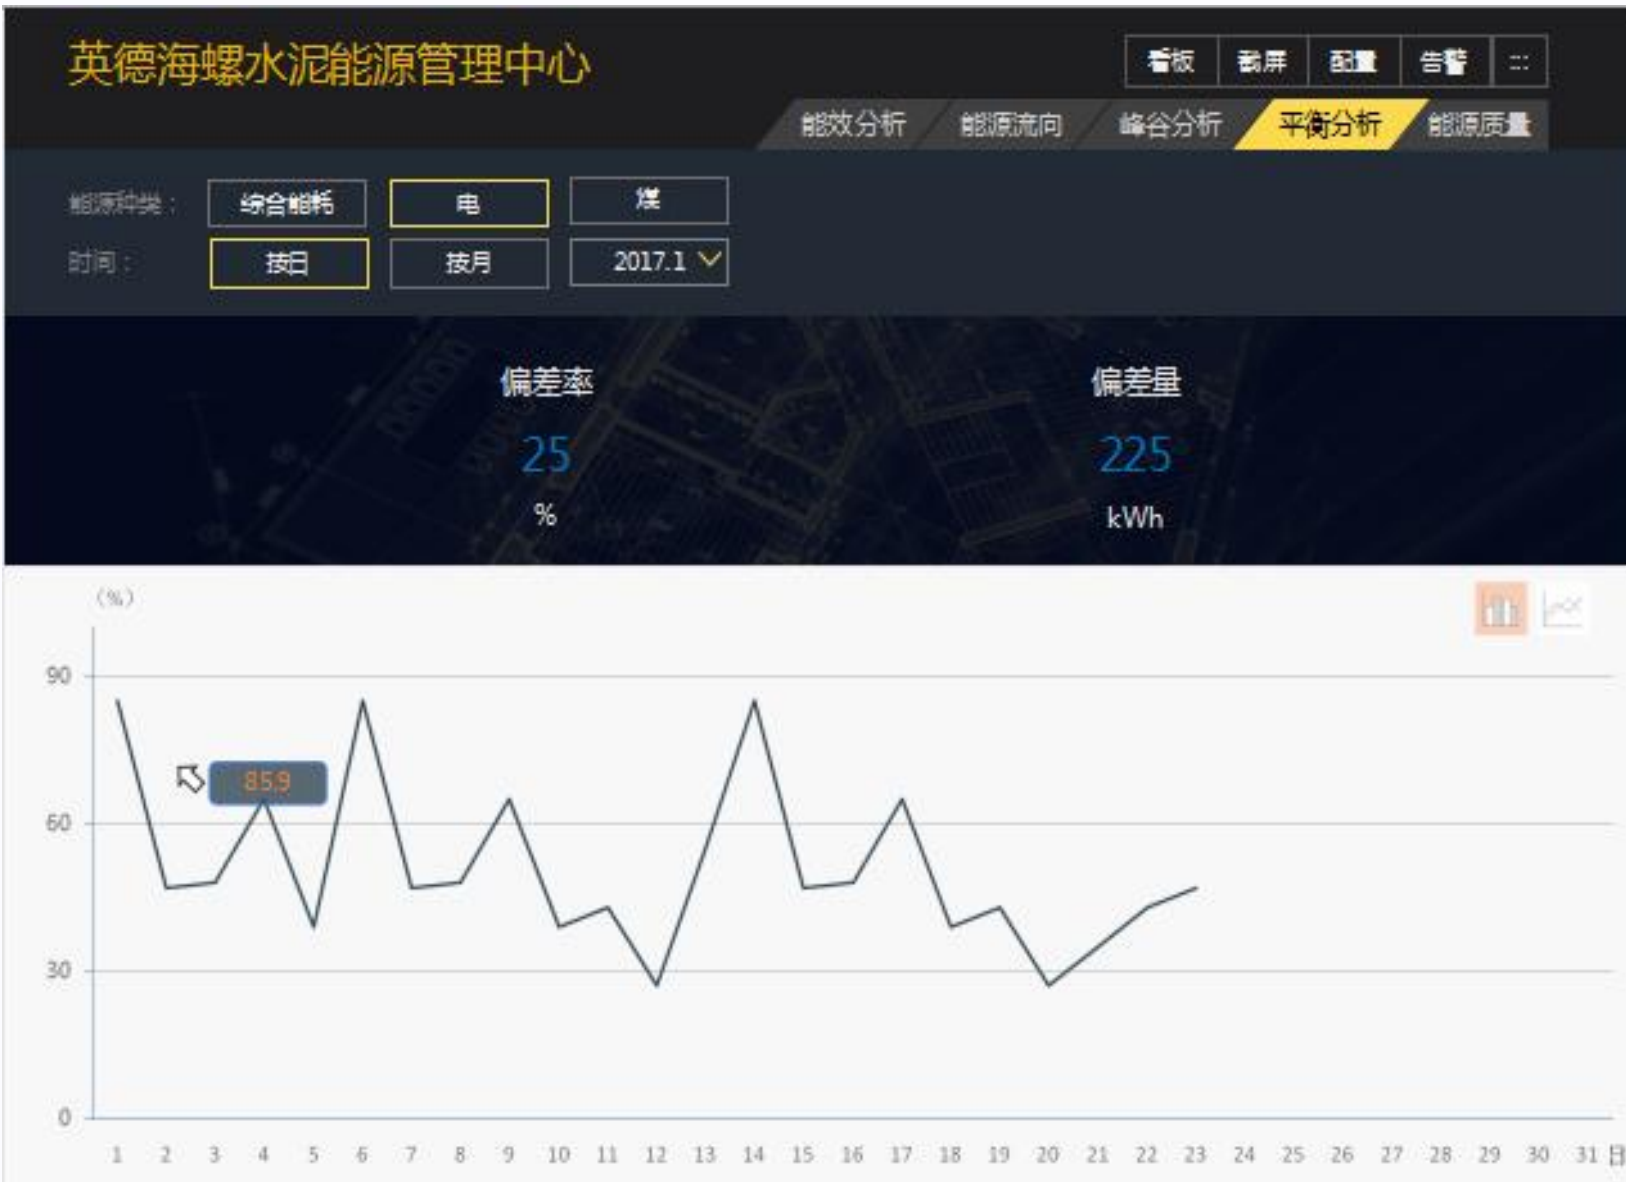 英德海螺水泥能源管理中心
看板 截屏 配置 告警 :::
能效分析 能源流向 峰谷分析 平衡分析 能源质量
能源种类： 综合能耗 电 煤
时间： 按日 按月 2017.1
偏差率 偏差量
25 225
% kWh
(%)
90
85.9
60
30
0
1 2 3 4 5 6 7 8 9 10 11 12 13 14 15 16 17 18 19 20 21 22 23 24 25 26 27 28 29 30 31 日